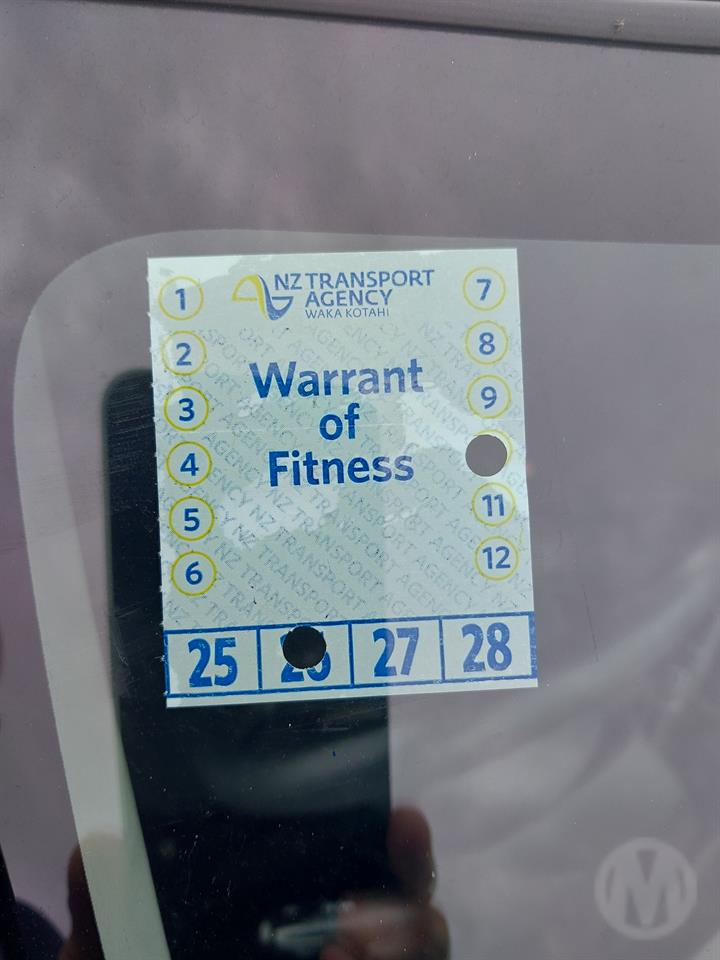 NZ TRANSPORT
AGENCY
WAKA KOTAHI
Warrant
of
Fitness
1
2
3
4
5
6
7
8
9
11
12
25 26 27 28
M